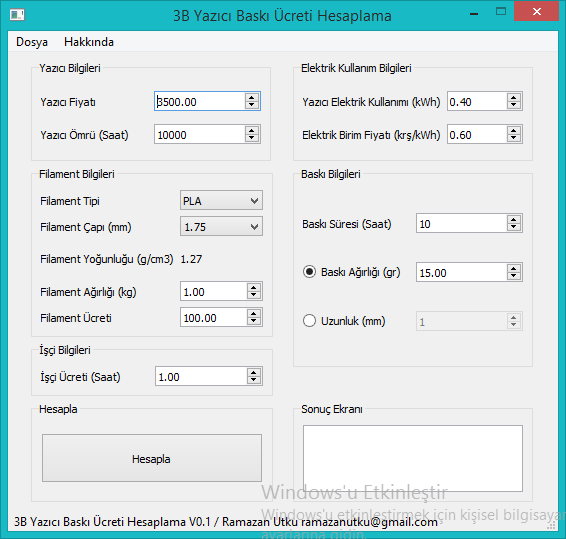 3B Yazıcı Baskı Ücreti Hesaplama
Dosya Hakkında
Yazıcı Bilgileri
Yazıcı Fiyatı 3500.00
Yazıcı Ömrü (Saat) 10000
Elektrik Kullanım Bilgileri
Yazıcı Elektrik Kullanımı (kWh) 0.40
Elektrik Birim Fiyatı (krş/kWh) 0.60
Filament Bilgileri
Filament Tipi PLA
Filament Çapı (mm) 1.75
Filament Yoğunluğu (g/cm3) 1.27
Filament Ağırlığı (kg) 1.00
Filament Ücreti 100.00
Baskı Bilgileri
Baskı Süresi (Saat) 10
Baskı Ağırlığı (gr) 15.00
Uzunluk (mm) 1
İşçi Bilgileri
İşçi Ücreti (Saat) 1.00
Hesapla
Hesapla
Sonuç Ekranı
Windows'u Etkinleştir
Windows'u etkinleştirmek için kişisel bilgisayar
ayarlarına gidin.
3B Yazıcı Baskı Ücreti Hesaplama V0.1 / Ramazan Utku ramazanutku@gmail.com